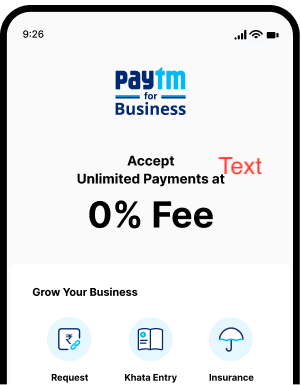 9:26
paytm
for
Business
Accept
Text
Unlimited Payments at
0% Fee
Grow Your Business
₹
Request
Khata Entry
Insurance